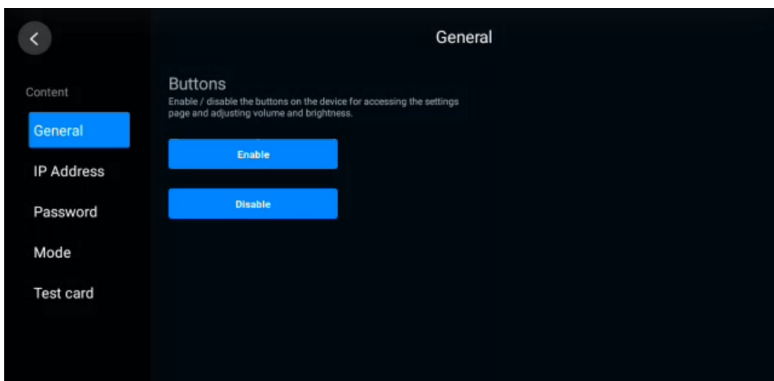 General
Content
General
IP Address
Password
Mode
Test card
Buttons
Enable / disable the buttons on the device for accessing the settings
page and adjusting volume and brightness.
Enable
Disable